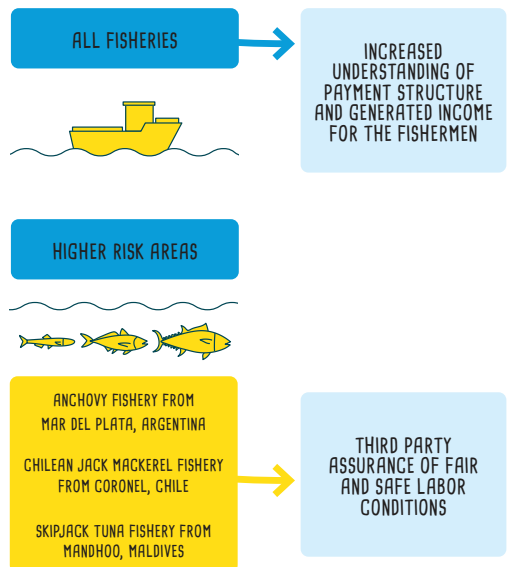 ALL FISHERIES
INCREASED
UNDERSTANDING OF
PAYMENT STRUCTURE
AND GENERATED INCOME
FOR THE FISHERMEN
HIGHER RISK AREAS
ANCHOVY FISHERY FROM
MAR DEL PLATA, ARGENTINA
CHILEAN JACK MACKEREL FISHERY
FROM CORONEL, CHILE
SKIPJACK TUNA FISHERY FROM
MANDHOO, MALDIVES
THIRD PARTY
ASSURANCE OF FAIR
AND SAFE LABOR
CONDITIONS